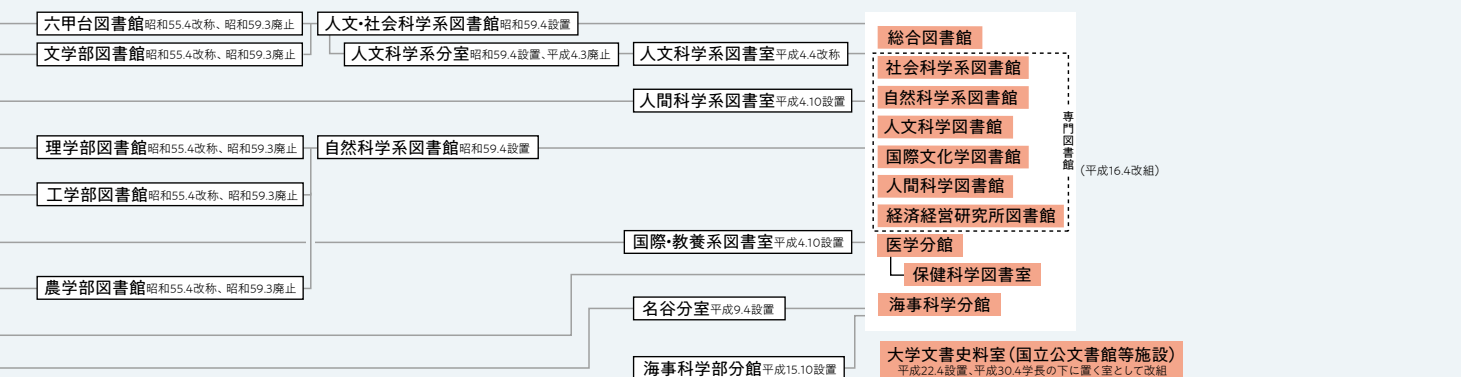 六甲台図書館昭和55.4改称、昭和59.3廃止
人文・社会科学系図書館昭和59.4設置
文学部図書館昭和55.4改称、昭和59.3廃止
人文科学系分室昭和59.4設置、平成4.3廃止
人文科学系図書室平成4.4改称
人間科学系図書室平成4.10設置
理学部図書館昭和55.4改称、昭和59.3廃止
自然科学系図書館昭和59.4設置
工学部図書館昭和55.4改称、昭和59.3廃止
国際・教養系図書室平成4.10設置
農学部図書館昭和55.4改称、昭和59.3廃止
名谷分室平成9.4設置
海事科学部分館平成15.10設置
総合図書館
社会科学系図書館
自然科学系図書館
人文科学図書館
国際文化学図書館
人間科学図書館
経済経営研究所図書館
専門図書館
(平成16.4改組)
医学分館
保健科学図書室
海事科学分館
大学文書史料室(国立公文書館等施設)
平成22.4設置、平成30.4学長の下に置く室として改組